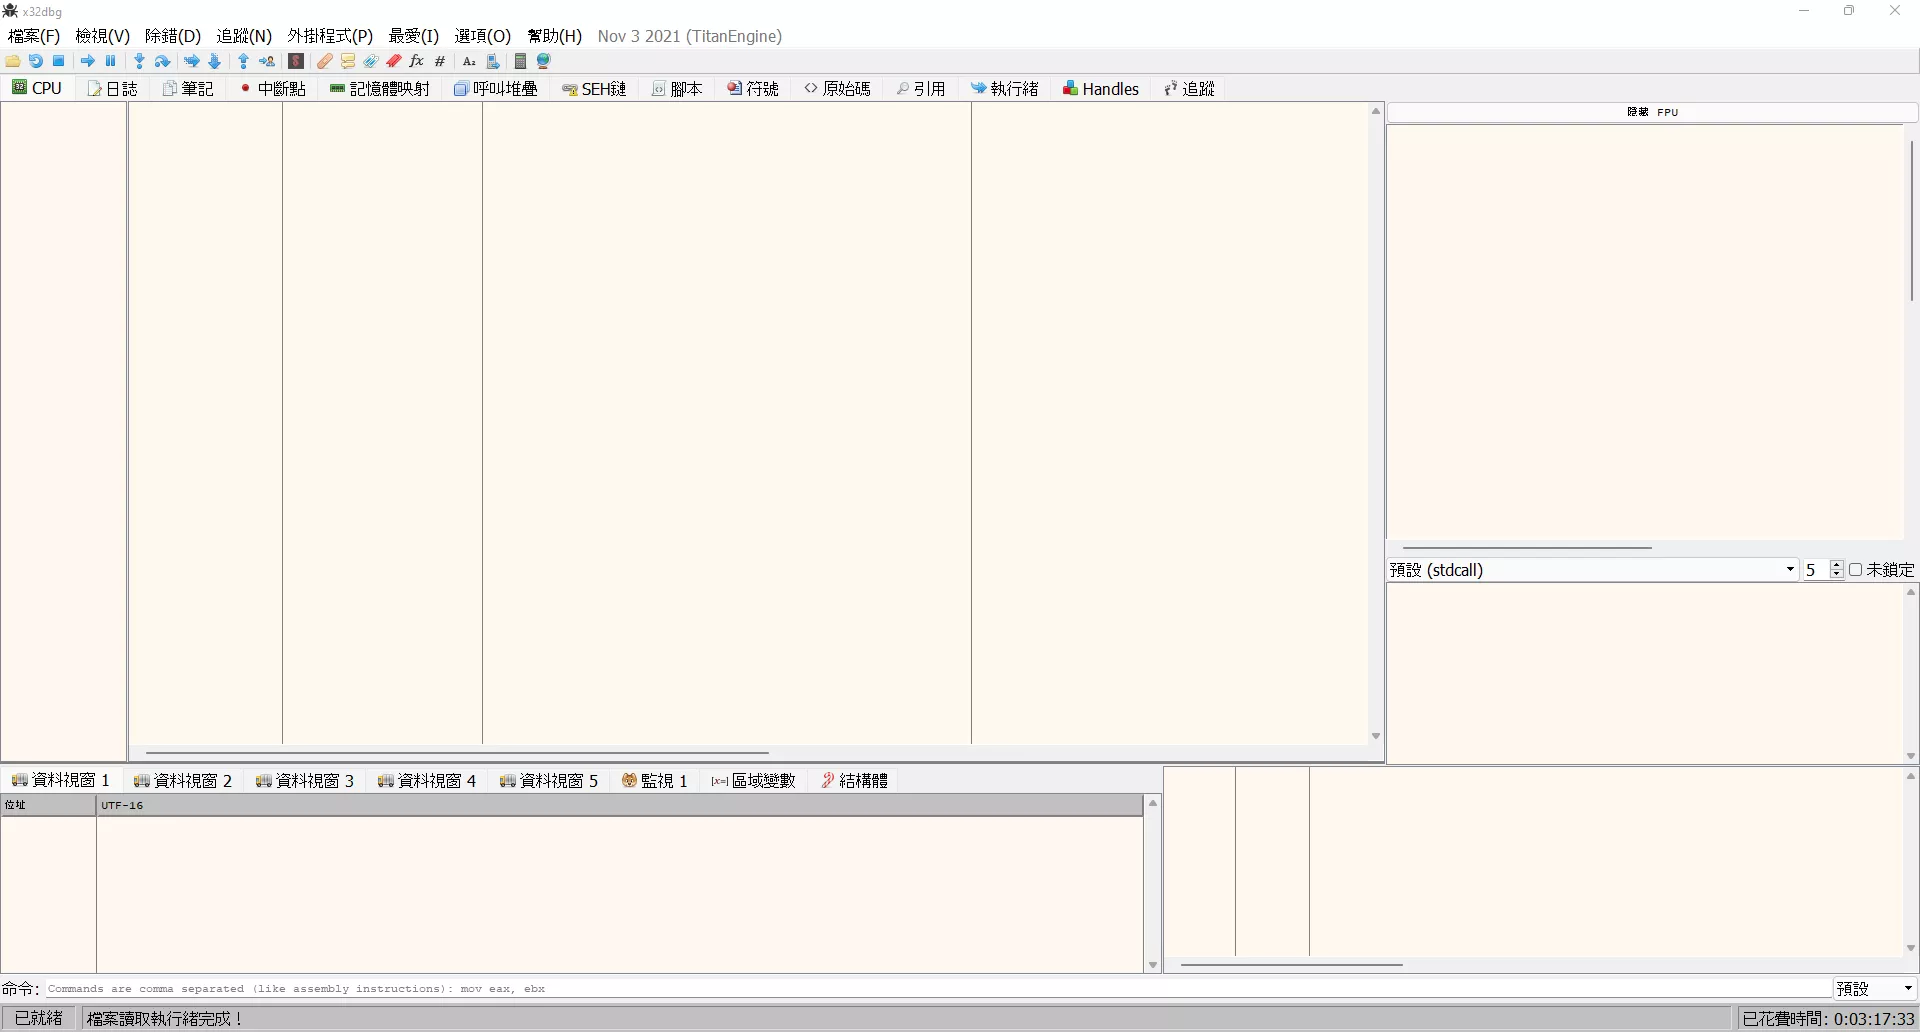 x32dbg
檔案(F) 檢視(V) 除錯(D) 追蹤(N) 外掛程式(P) 最愛(I) 選項(O) 幫助(H) Nov 3 2021 (TitanEngine)
fx # Az
CPU 日誌 筆記 中斷點 記憶體映射 呼叫堆疊 SEH鏈 腳本 符號 原始碼 引用 執行緒 Handles 追蹤
隱藏 FPU
預設 (stdcall) 5 未鎖定
資料視窗 1 資料視窗 2 資料視窗 3 資料視窗 4 資料視窗 5 監視 1 [x=] 區域變數 結構體
位址 UTF-16
命令: Commands are comma separated (like assembly instructions): mov eax, ebx 預設
已就緒 檔案讀取執行緒完成! 已花費時間: 0:03:17:33